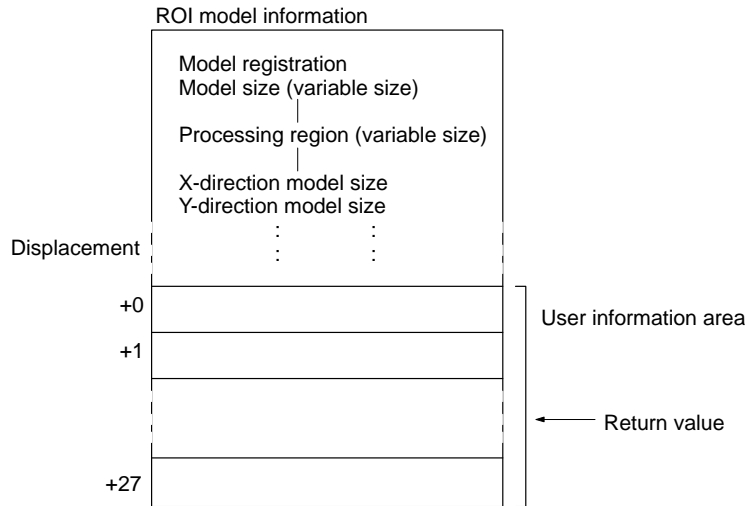 ROI model information
Model registration
Model size (variable size)
Processing region (variable size)
X-direction model size
Y-direction model size
: :
: :
Displacement
+0
User information area
+1
Return value
+27